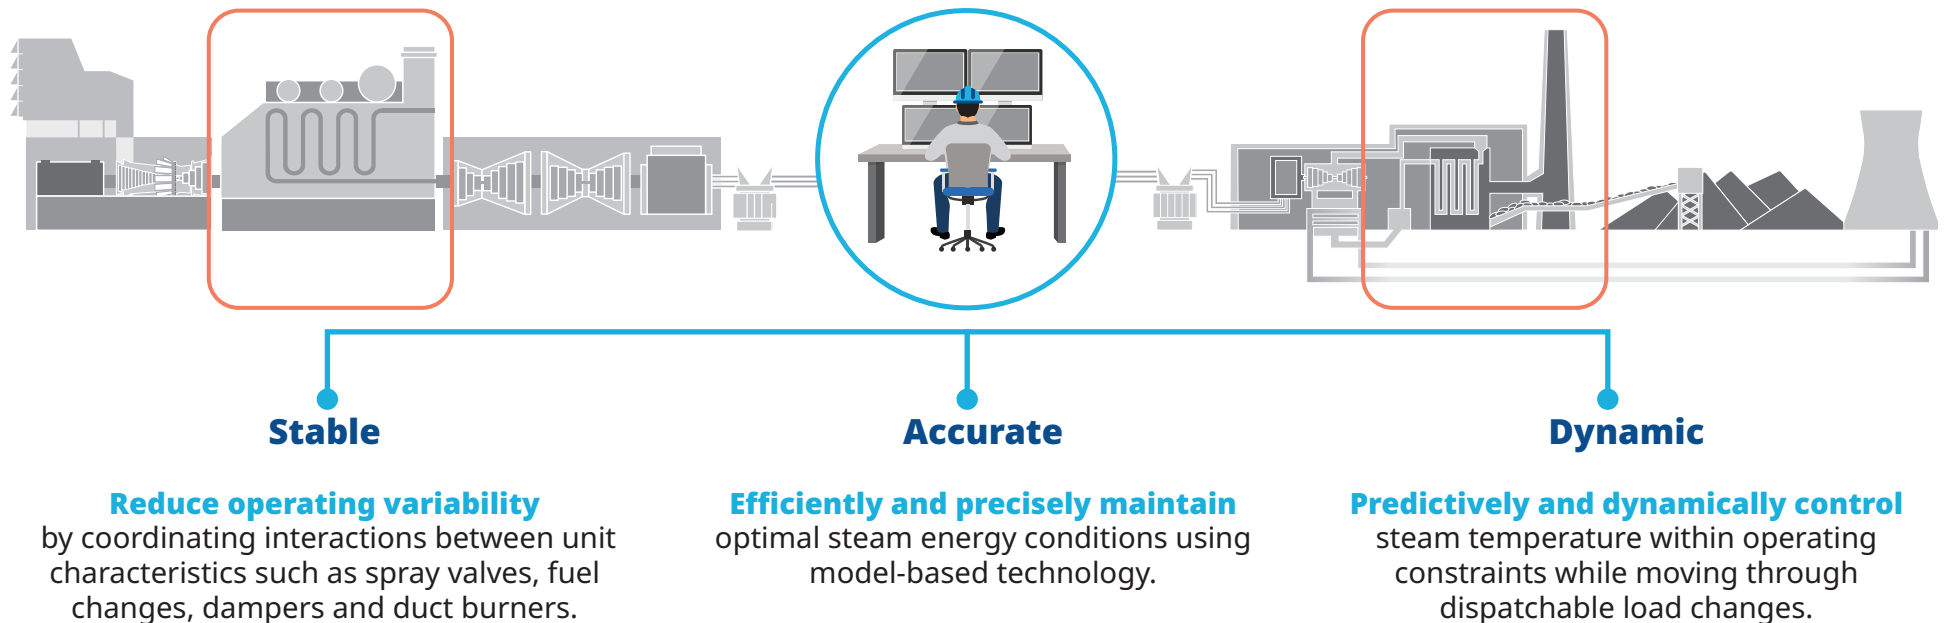 Stable
Reduce operating variability
by coordinating interactions between unit
characteristics such as spray valves, fuel
changes, dampers and duct burners.
Accurate
Efficiently and precisely maintain
optimal steam energy conditions using
model-based technology.
Dynamic
Predictively and dynamically control
steam temperature within operating
constraints while moving through
dispatchable load changes.